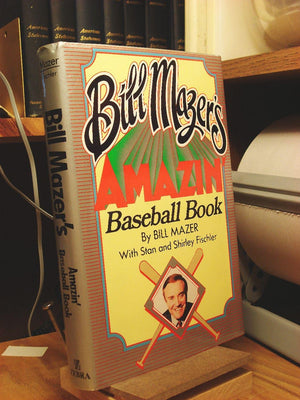 Bill Mazer's
AMAZIN'
Baseball Book
By BILL MAZER
With Stan and Shirley Fischler
Mazer
Fischler
Bill Mazer's
Amazin'
Baseball Book
ZEBRA